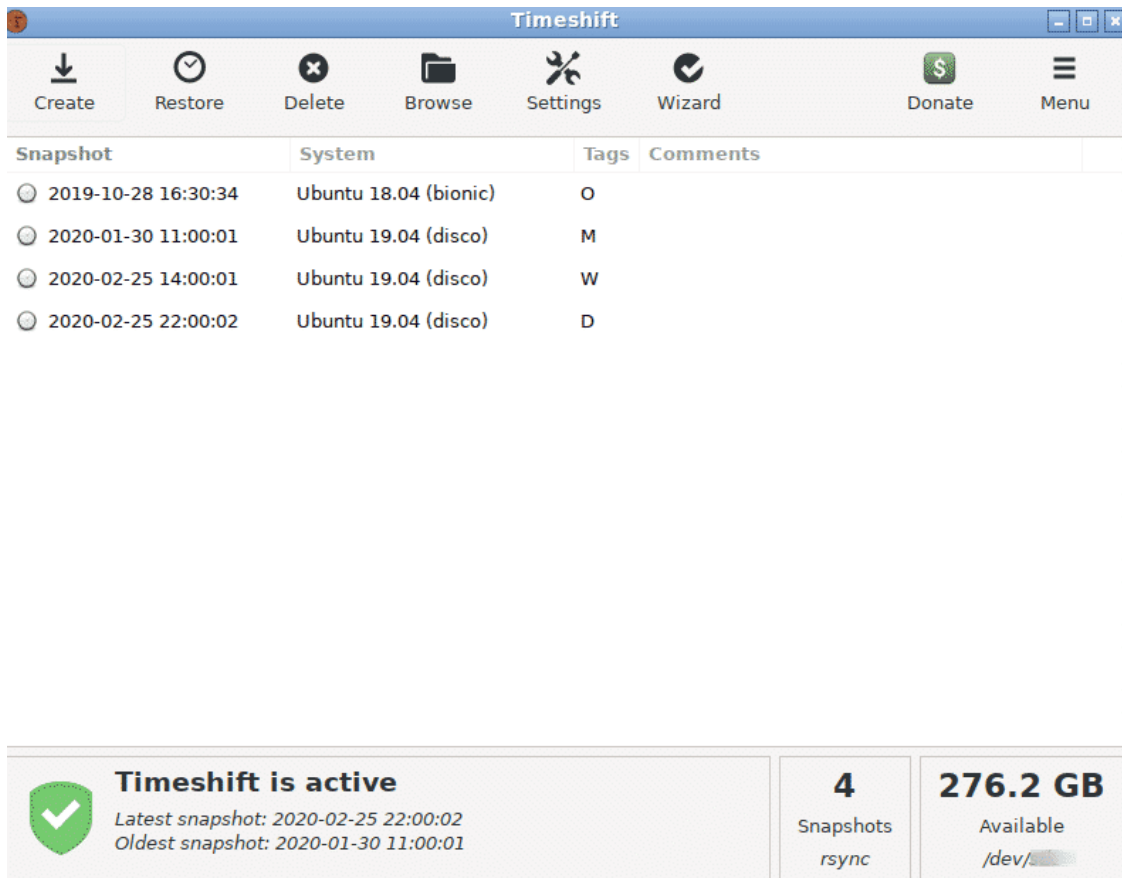 Timeshift
Create Restore Delete Browse Settings Wizard Donate Menu
Snapshot System Tags Comments
2019-10-28 16:30:34 Ubuntu 18.04 (bionic) O
2020-01-30 11:00:01 Ubuntu 19.04 (disco) M
2020-02-25 14:00:01 Ubuntu 19.04 (disco) W
2020-02-25 22:00:02 Ubuntu 19.04 (disco) D
Timeshift is active
Latest snapshot: 2020-02-25 22:00:02
Oldest snapshot: 2020-01-30 11:00:01
4
Snapshots
rsync
276.2 GB
Available
/dev/